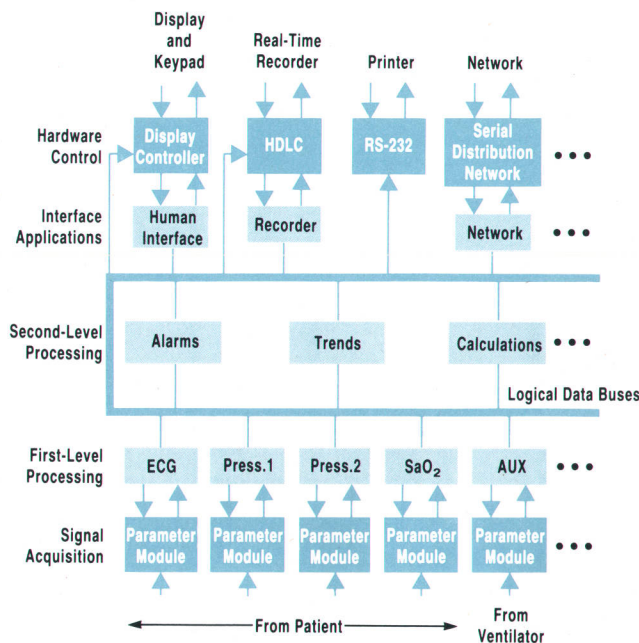 Display
and
Keypad
Real-Time
Recorder
Printer
Network
Hardware
Control
Display
Controller
HDLC
RS-232
Serial
Distribution
Network
Interface
Applications
Human
Interface
Recorder
Network
Second-Level
Processing
Alarms
Trends
Calculations
Logical Data Buses
First-Level
Processing
ECG
Press.1
Press.2
SaO₂
AUX
Signal
Acquisition
Parameter
Module
Parameter
Module
Parameter
Module
Parameter
Module
Parameter
Module
From Patient
From
Ventilator